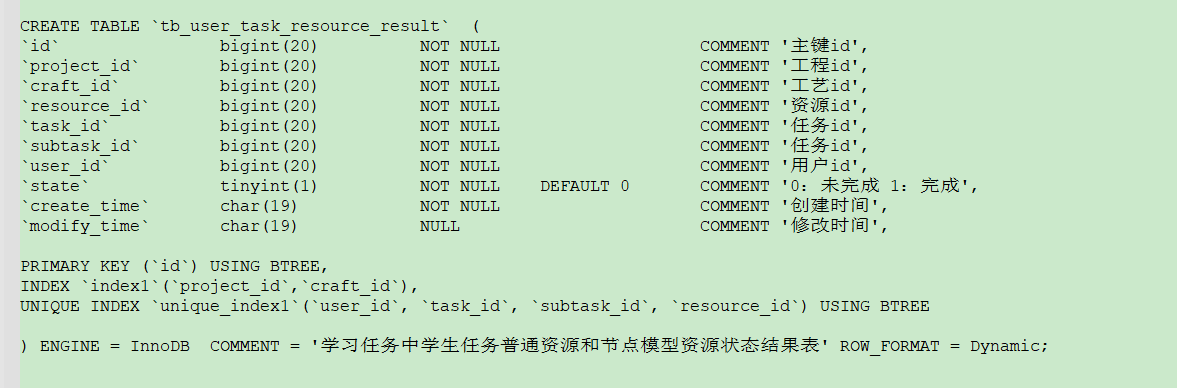 CREATE TABLE `tb_user_task_resource_result`  (
`id` bigint(20) NOT NULL COMMENT '主键id',
`project_id` bigint(20) NOT NULL COMMENT '工程id',
`craft_id` bigint(20) NOT NULL COMMENT '工艺id',
`resource_id` bigint(20) NOT NULL COMMENT '资源id',
`task_id` bigint(20) NOT NULL COMMENT '任务id',
`subtask_id` bigint(20) NOT NULL COMMENT '任务id',
`user_id` bigint(20) NOT NULL COMMENT '用户id',
`state` tinyint(1) NOT NULL DEFAULT 0 COMMENT '0：未完成 1：完成',
`create_time` char(19) NOT NULL COMMENT '创建时间',
`modify_time` char(19) NULL COMMENT '修改时间',
PRIMARY KEY (`id`) USING BTREE,
INDEX `index1`(`project_id`,`craft_id`),
UNIQUE INDEX `unique_index1`(`user_id`, `task_id`, `subtask_id`, `resource_id`) USING BTREE
) ENGINE = InnoDB  COMMENT = '学习任务中学生任务普通资源和节点模型资源状态结果表' ROW_FORMAT = Dynamic;